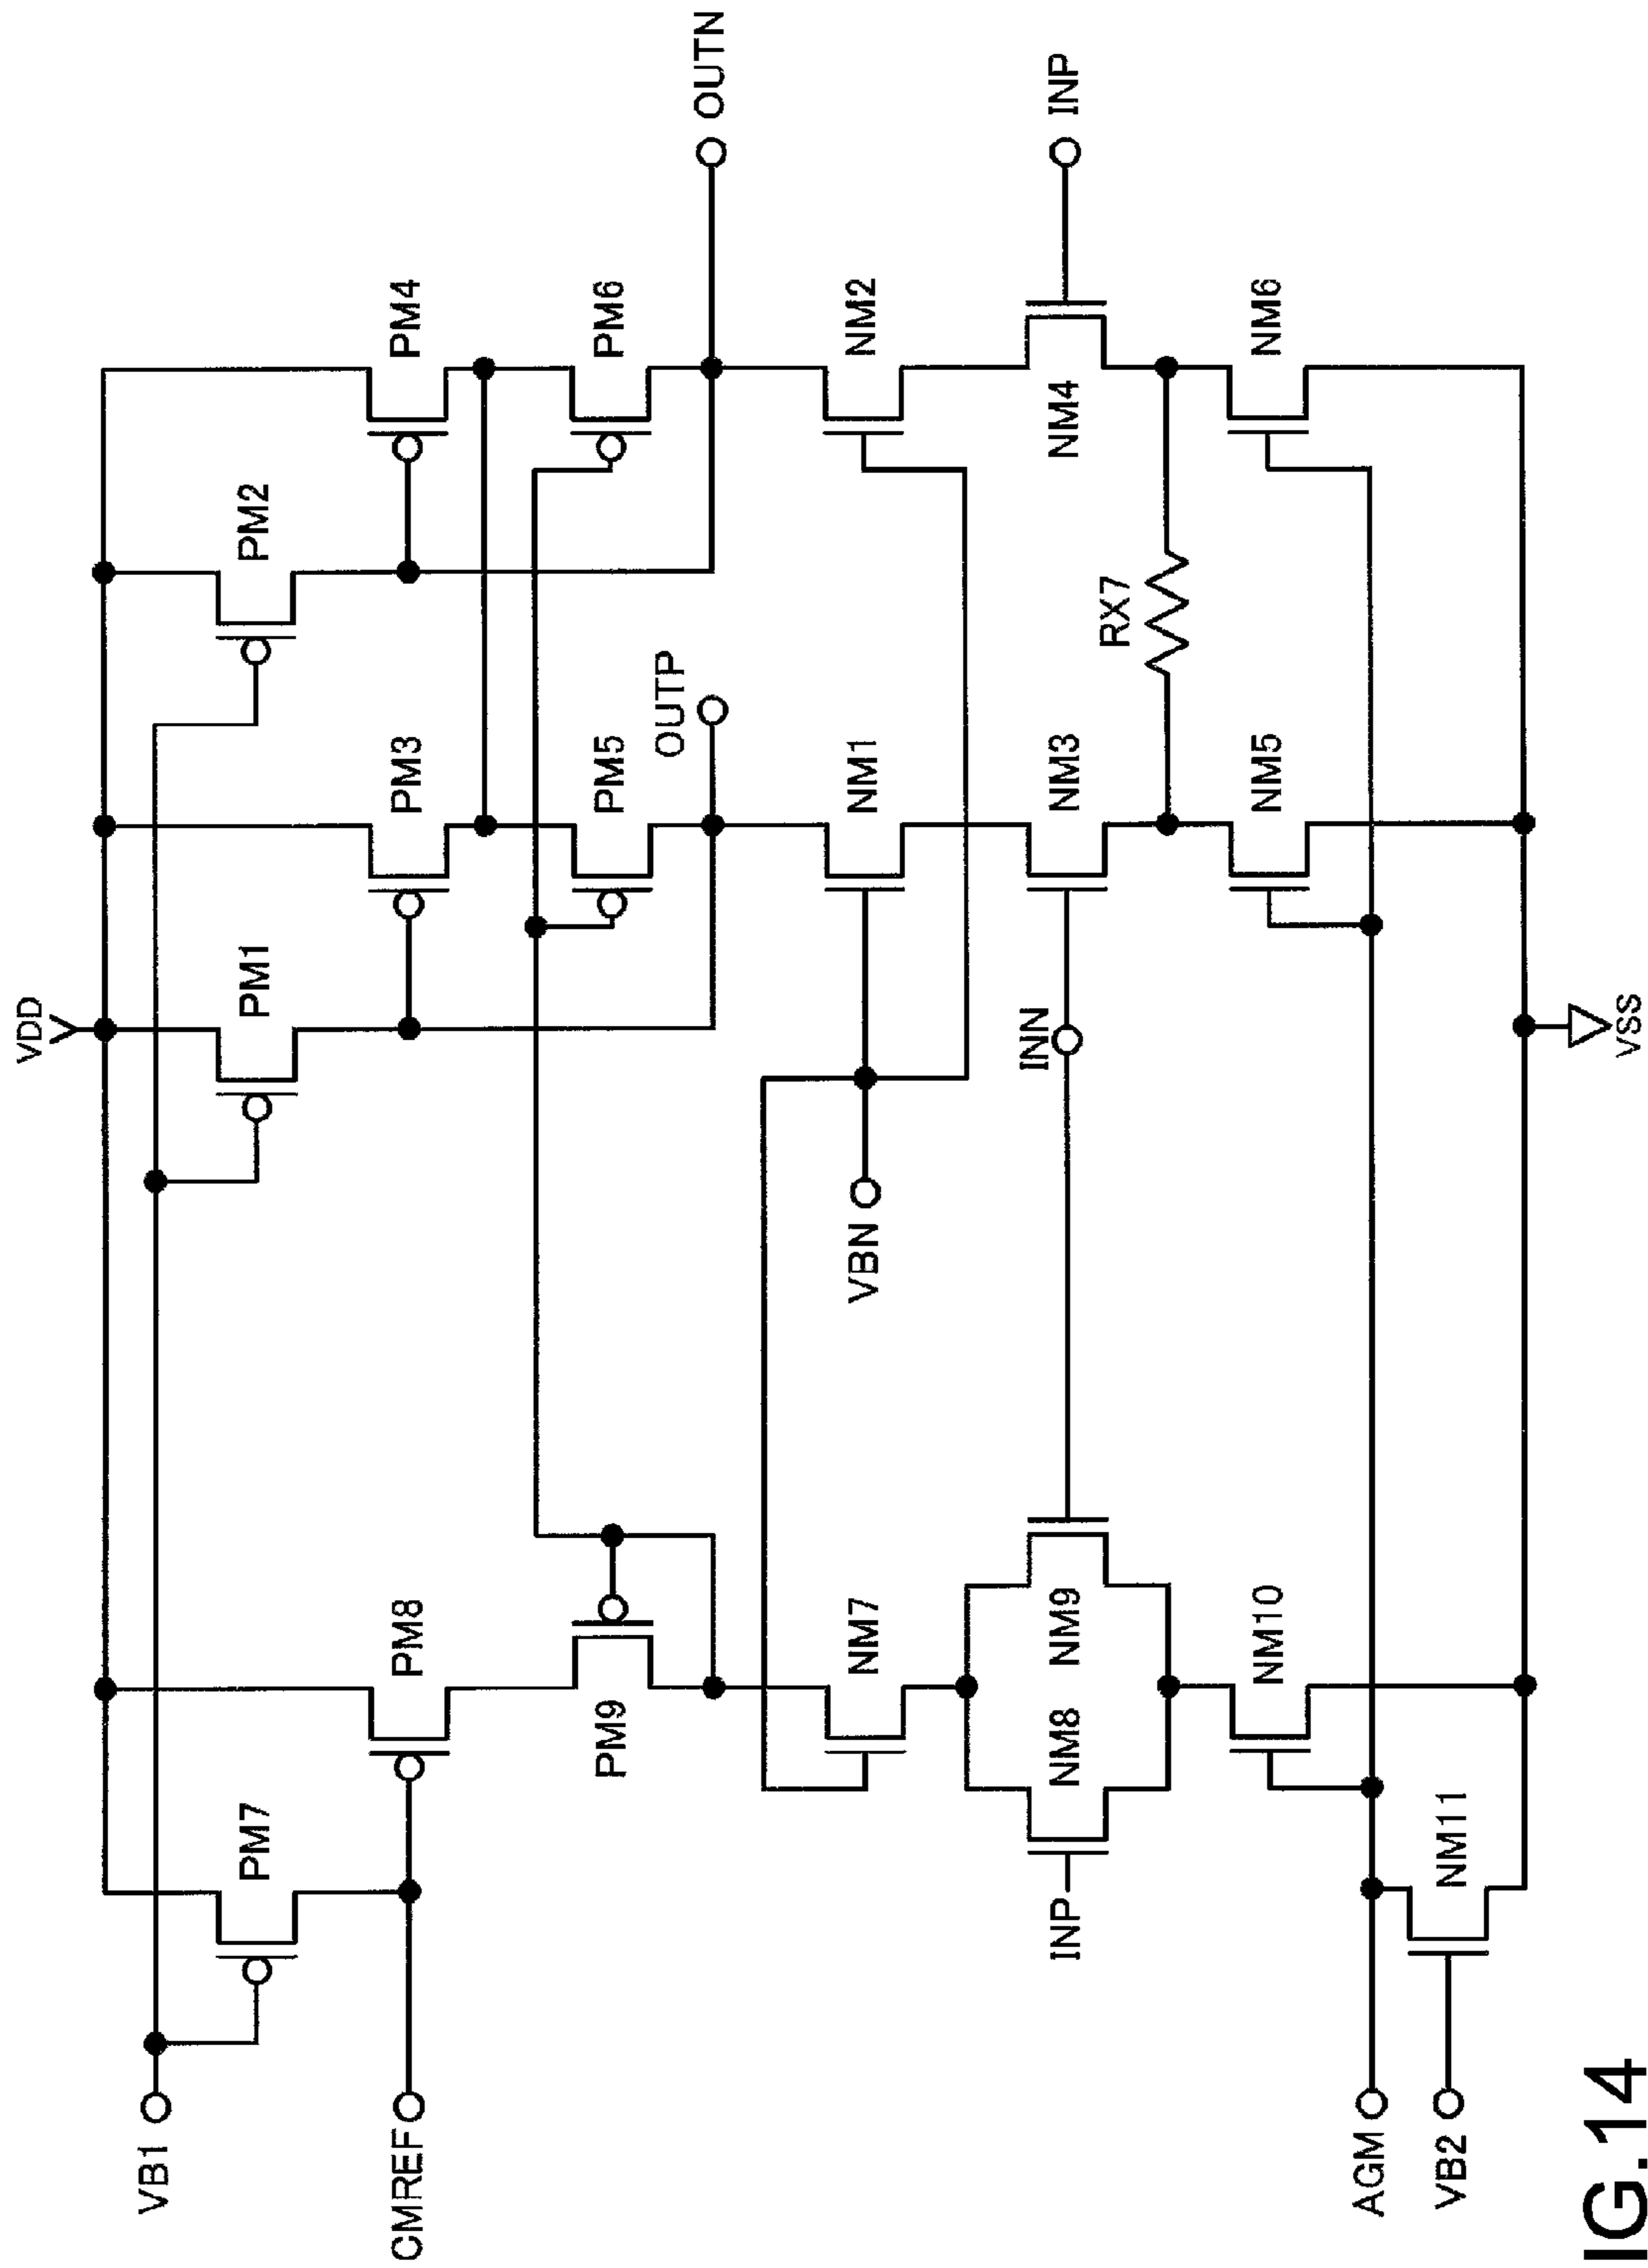 VDD
VB1
PM7
PM1
PM2
CMREF
PM8
PM3
PM4
PM9
PM5
PM6
OUTP
OUTN
NM7
VBN
NM1
NM2
INP
NM8
NM9
INN
NM3
NM4
INP
RX7
NM10
NM5
NM6
AGM
VB2
NM11
VSS
IG.14